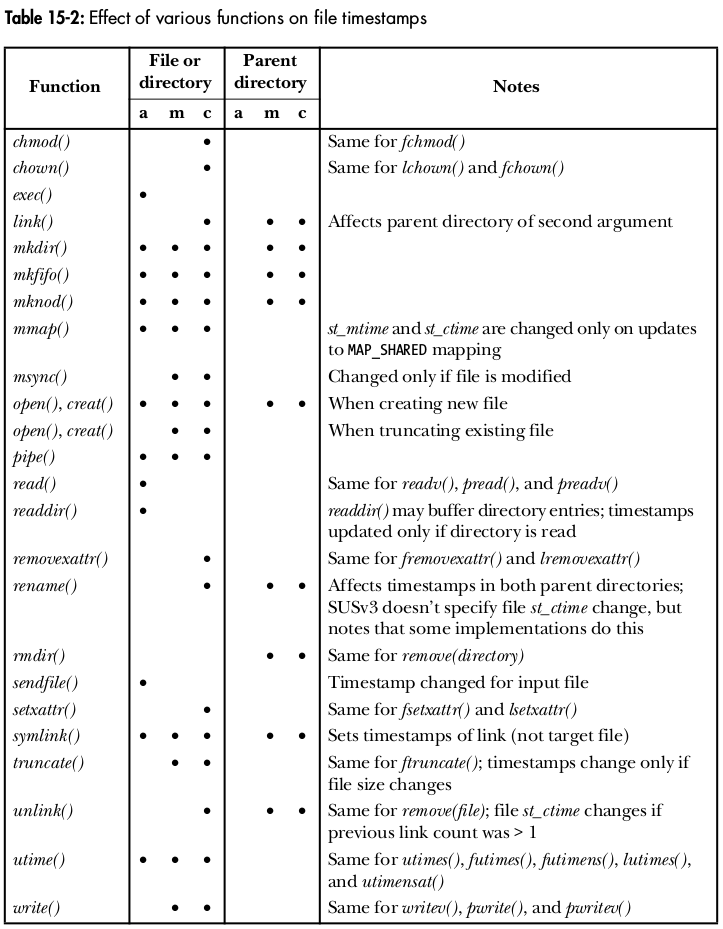 Table 15-2: Effect of various functions on file timestamps
Function | File or directory | Parent directory | Notes
a m c | a m c
chmod() • Same for fchmod()
chown() • Same for lchown() and fchown()
exec() •
link() • • • Affects parent directory of second argument
mkdir() • • • • •
mkfifo() • • • • •
mknod() • • • • •
mmap() • • • st_mtime and st_ctime are changed only on updates
to MAP_SHARED mapping
msync() • • Changed only if file is modified
open(), creat() • • • • • When creating new file
open(), creat() • • When truncating existing file
pipe() • • •
read() • Same for readv(), pread(), and preadv()
readdir() • readdir() may buffer directory entries; timestamps
updated only if directory is read
removexattr() • Same for fremovexattr() and lremovexattr()
rename() • • • Affects timestamps in both parent directories;
SUSv3 doesn’t specify file st_ctime change, but
notes that some implementations do this
rmdir() • • Same for remove(directory)
sendfile() • Timestamp changed for input file
setxattr() • Same for fsetxattr() and lsetxattr()
symlink() • • • • • Sets timestamps of link (not target file)
truncate() • • Same for ftruncate(); timestamps change only if
file size changes
unlink() • • • Same for remove(file); file st_ctime changes if
previous link count was > 1
utime() • • • Same for utimes(), futimes(), futimens(), lutimes(),
and utimensat()
write() • • Same for writev(), pwrite(), and pwritev()